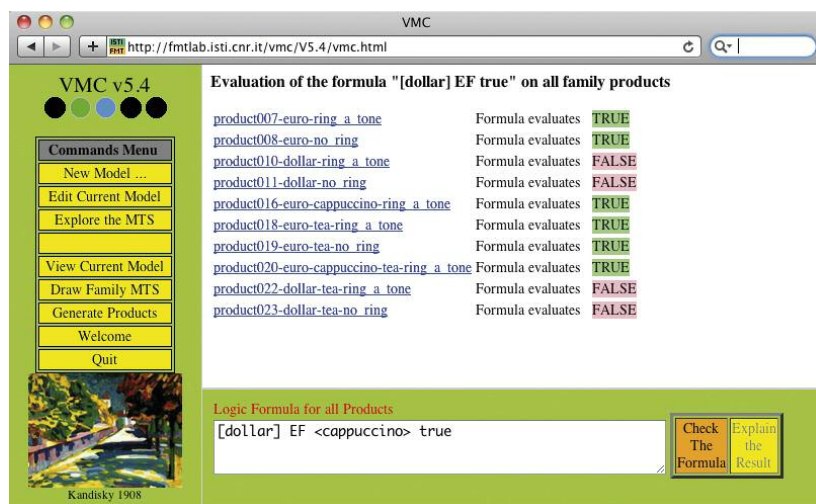 VMC
http://fmtlab.isti.cnr.it/vmc/V5.4/vmc.html
ISTI
FMT
VMC v5.4
Commands Menu
New Model ...
Edit Current Model
Explore the MTS
View Current Model
Draw Family MTS
Generate Products
Welcome
Quit
Kandisky 1908
Evaluation of the formula "[dollar] EF true" on all family products
product007-euro-ring_a_tone Formula evaluates TRUE
product008-euro-no_ring Formula evaluates TRUE
product010-dollar-ring_a_tone Formula evaluates FALSE
product011-dollar-no_ring Formula evaluates FALSE
product016-euro-cappuccino-ring_a_tone Formula evaluates TRUE
product018-euro-tea-ring_a_tone Formula evaluates TRUE
product019-euro-tea-no_ring Formula evaluates TRUE
product020-euro-cappuccino-tea-ring_a_tone Formula evaluates TRUE
product022-dollar-tea-ring_a_tone Formula evaluates FALSE
product023-dollar-tea-no_ring Formula evaluates FALSE
Logic Formula for all Products
[dollar] EF <cappuccino> true
Check
The
Formula
Explain
the
Result